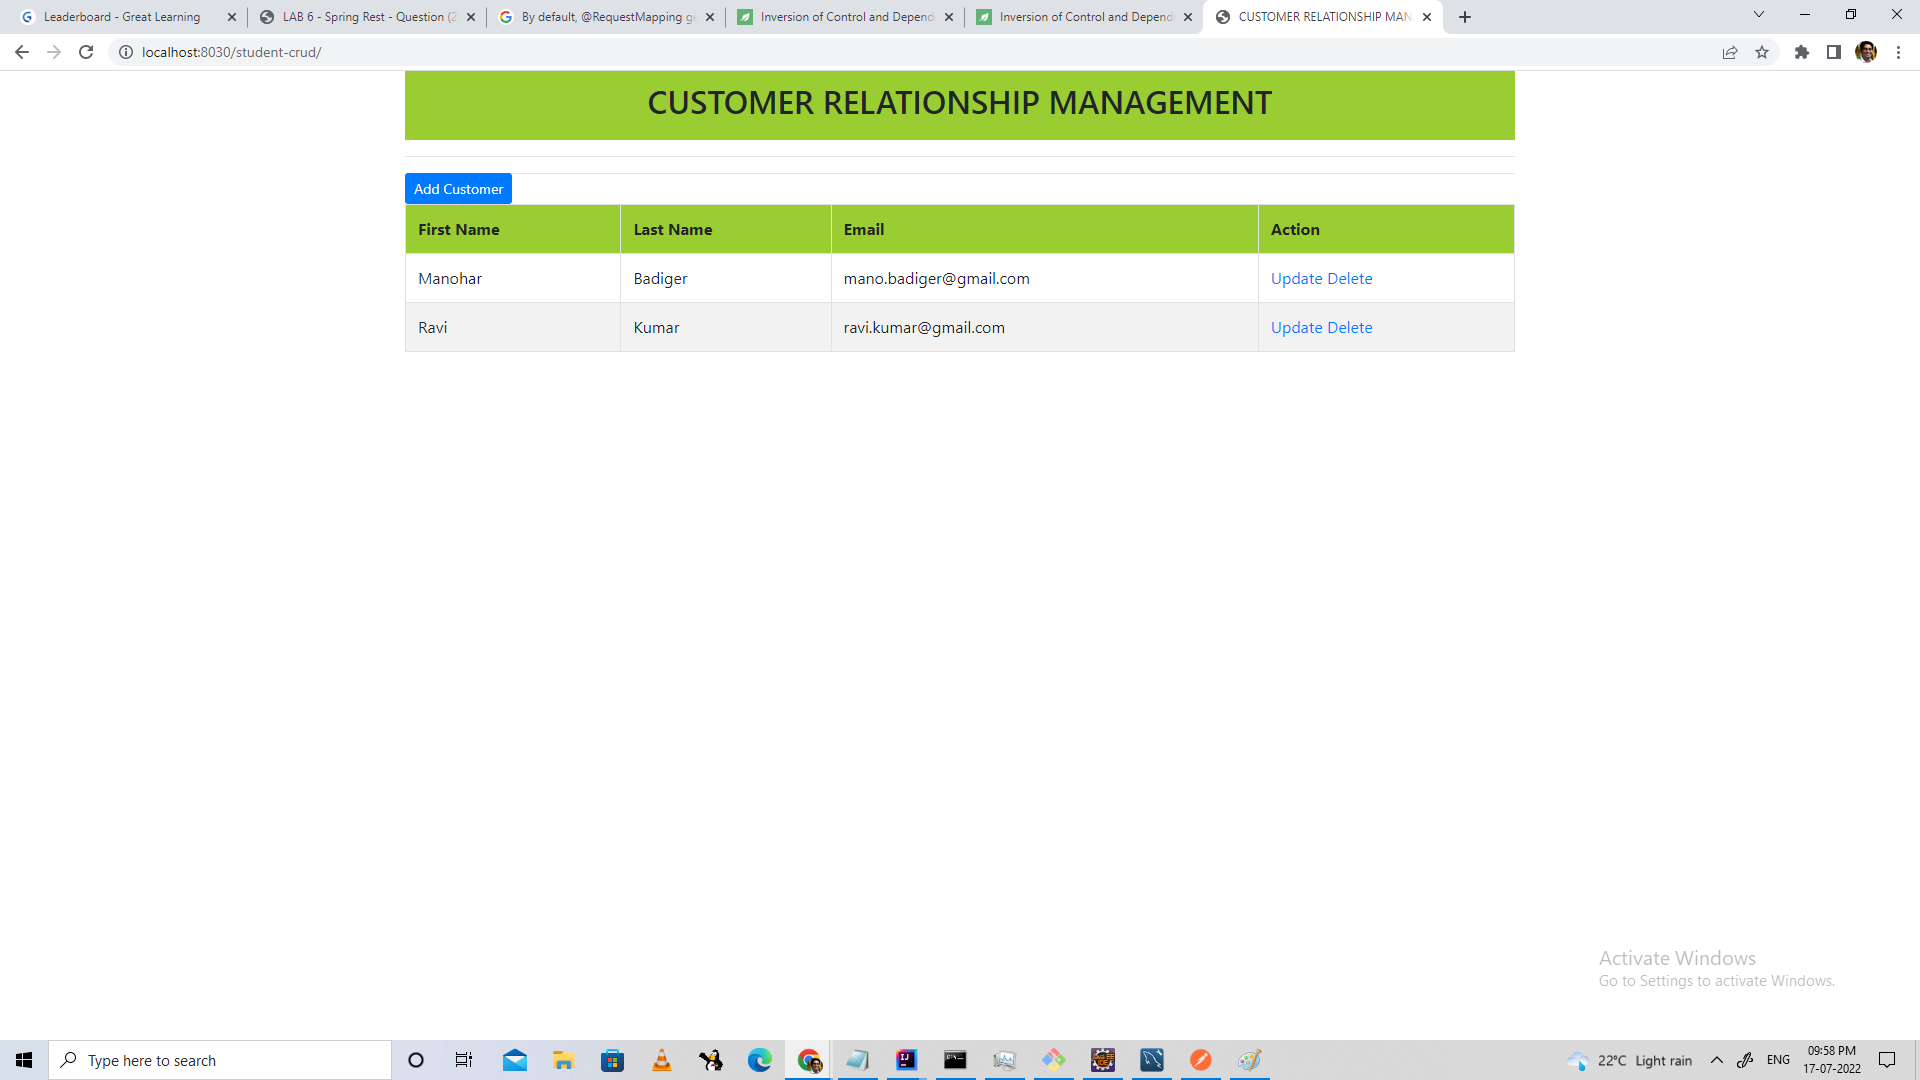 Leaderboard - Great Learning
LAB 6 - Spring Rest - Question (2
By default, @RequestMapping ge
Inversion of Control and Depend
Inversion of Control and Depend
CUSTOMER RELATIONSHIP MAN
localhost:8030/student-crud/
CUSTOMER RELATIONSHIP MANAGEMENT
Add Customer
First Name Last Name Email Action
Manohar Badiger mano.badiger@gmail.com Update Delete
Ravi Kumar ravi.kumar@gmail.com Update Delete
Activate Windows
Go to Settings to activate Windows.
Type here to search
22°C Light rain
ENG
09:58 PM
17-07-2022